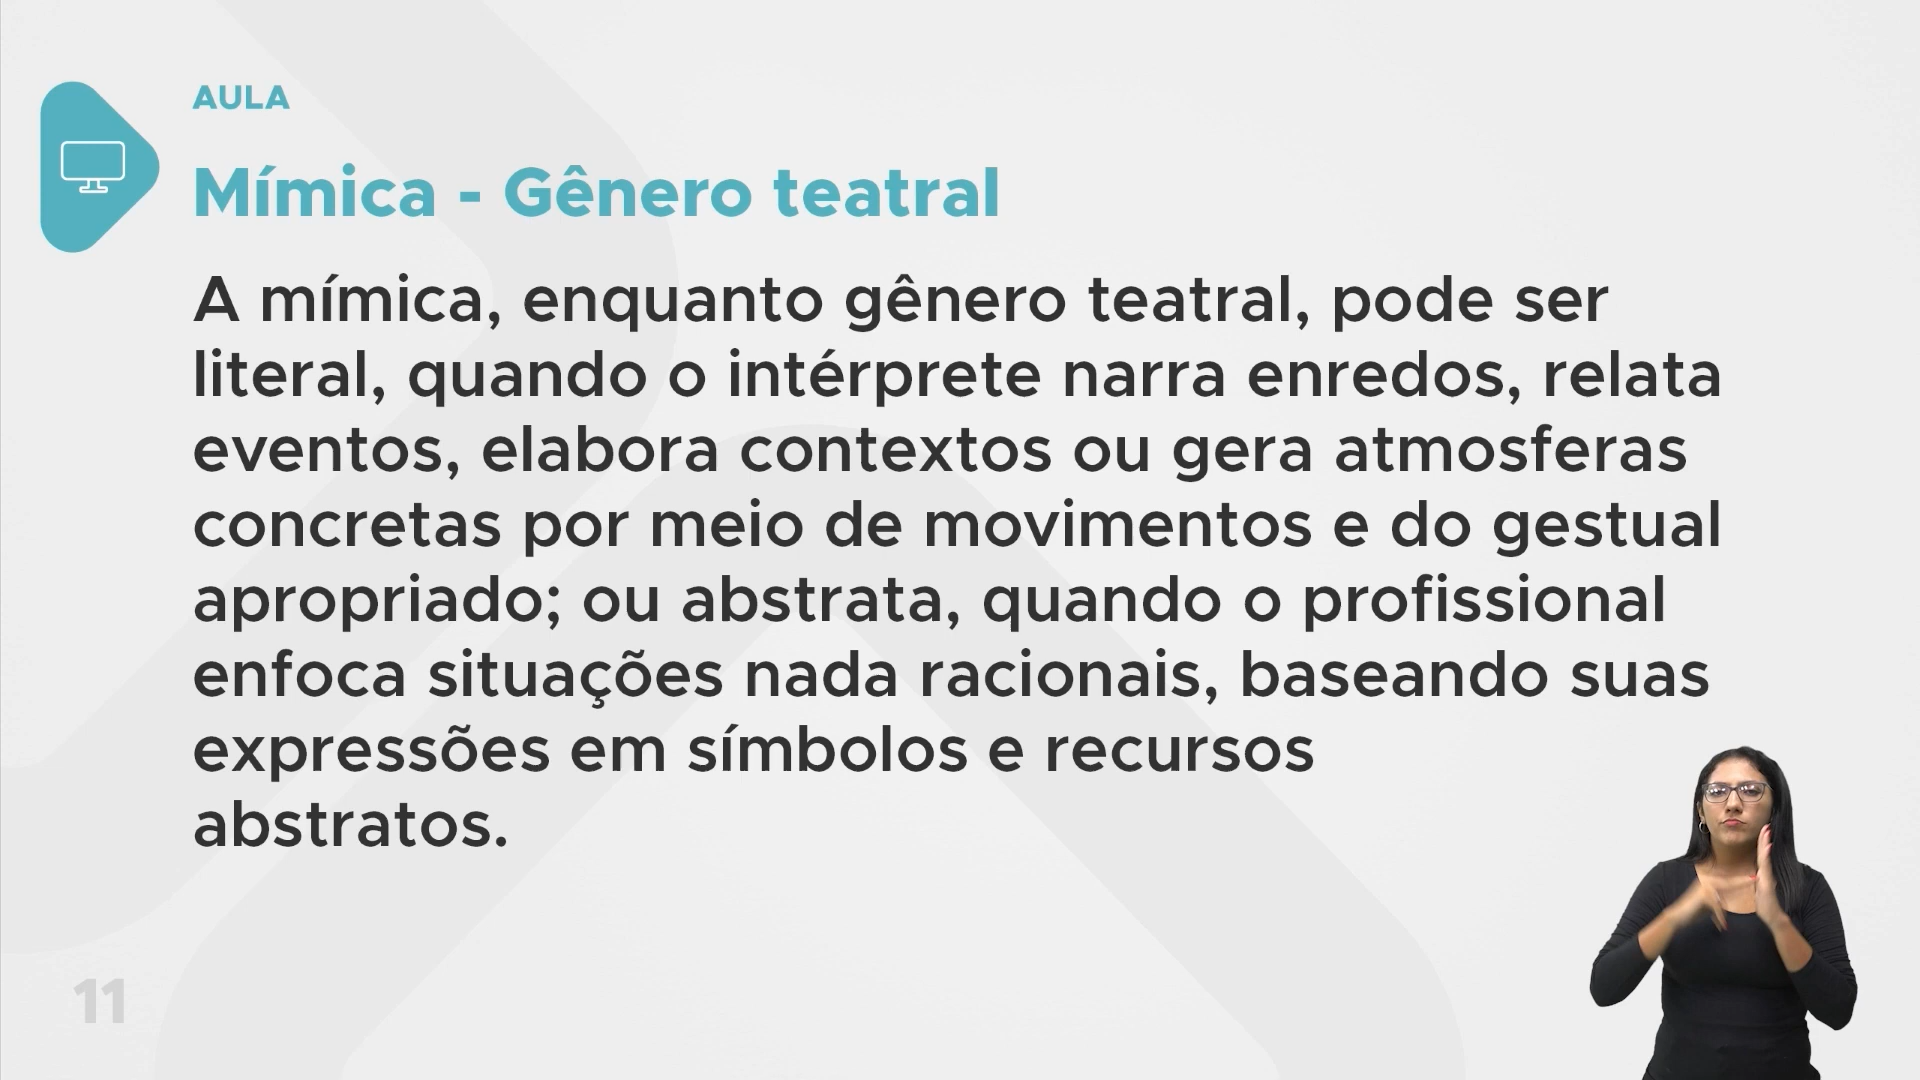 AULA
Mímica - Gênero teatral
A mímica, enquanto gênero teatral, pode ser
literal, quando o intérprete narra enredos, relata
eventos, elabora contextos ou gera atmosferas
concretas por meio de movimentos e do gestual
apropriado; ou abstrata, quando o profissional
enfoca situações nada racionais, baseando suas
expressões em símbolos e recursos
abstratos.
11